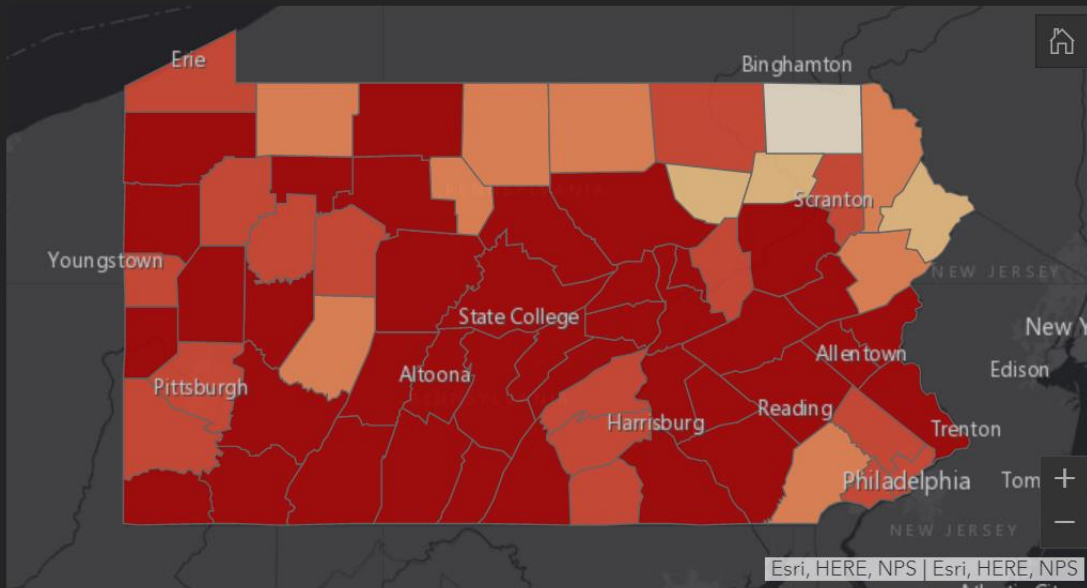 Erie
Binghamton
Scranton
Youngstown
NEW JERSEY
State College
New Y
Allentown
Edison
Pittsburgh
Altoona
Reading
Harrisburg
Trenton
Philadelphia
Tom
+
−
NEW JERSEY
Esri, HERE, NPS | Esri, HERE, NPS